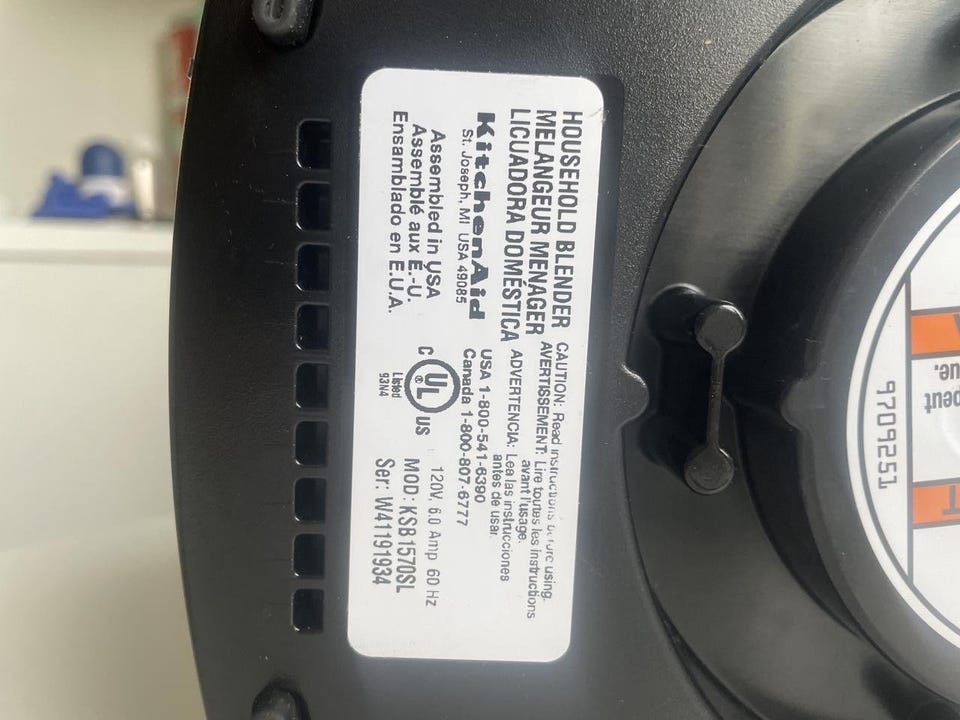 HOUSEHOLD BLENDER
MELANGEUR MENAGER
LICUADORA DOMÉSTICA
KitchenAid
St. Joseph, MI USA 49085
Assembled in USA
Assemblé aux É.-U.
Ensamblado en E.U.A.
CAUTION: Read instructions before using.
AVERTISSEMENT: Lire toutes les instructions
avant l'usage.
ADVERTENCIA: Lea las instrucciones
antes de usar.
USA 1-800-541-6390
Canada 1-800-807-6777
C UL ® US
Listed
93N4
120V, 6.0 Amp 60 Hz
MOD: KSB1570SL
Ser: W41191934
9709251
peut
que.
T